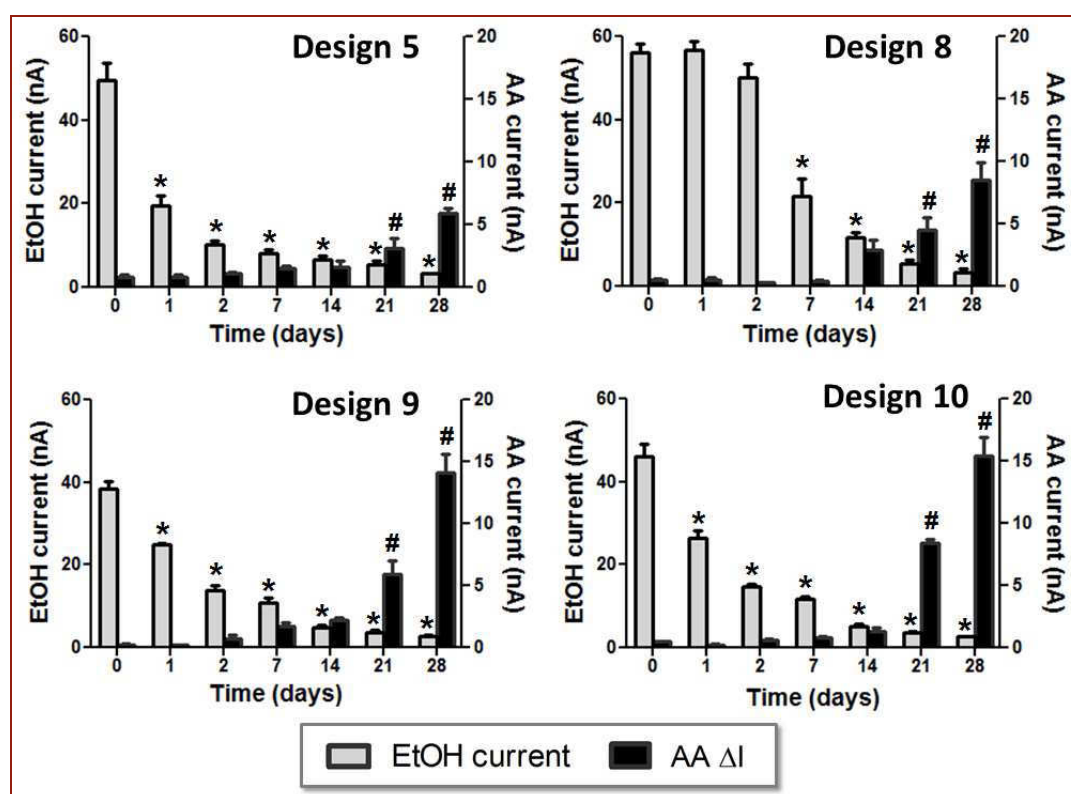 Design 5
EtOH current (nA)
60
40
20
0
* * * * * *
# #
20
15
10
5
0
AA current (nA)
0 1 2 7 14 21 28
Time (days)
Design 8
EtOH current (nA)
60
40
20
0
* * * *
# #
20
15
10
5
0
AA current (nA)
0 1 2 7 14 21 28
Time (days)
Design 9
EtOH current (nA)
60
40
20
0
* * * * * *
# #
20
15
10
5
0
AA current (nA)
0 1 2 7 14 21 28
Time (days)
Design 10
EtOH current (nA)
60
40
20
0
* * * * * *
# #
20
15
10
5
0
AA current (nA)
0 1 2 7 14 21 28
Time (days)
EtOH current AA ΔI